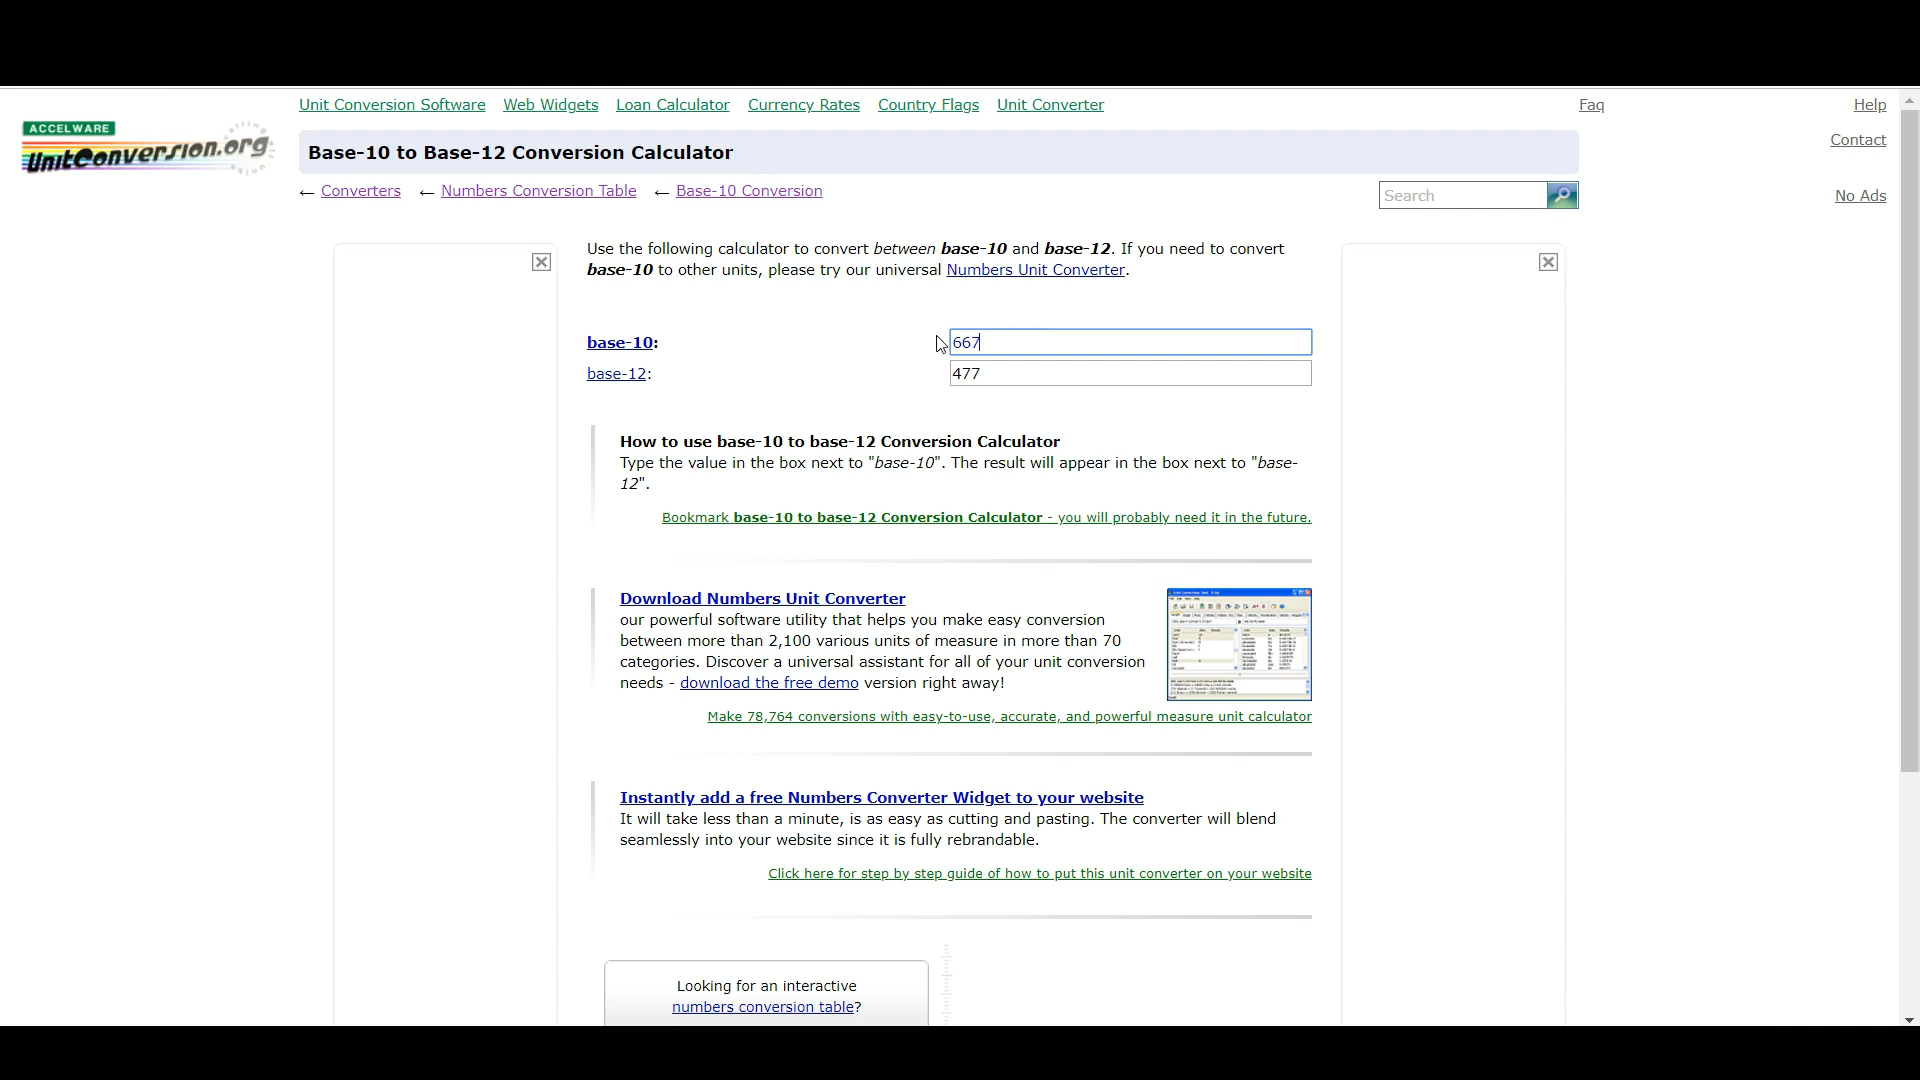 Unit Conversion Software Web Widgets Loan Calculator Currency Rates Country Flags Unit Converter Faq Help
ACCELWARE
UnitConversion.org
Base-10 to Base-12 Conversion Calculator
Contact
← Converters ← Numbers Conversion Table ← Base-10 Conversion
Search
No Ads
Use the following calculator to convert between base-10 and base-12. If you need to convert
base-10 to other units, please try our universal Numbers Unit Converter.
base-10: 667
base-12: 477
How to use base-10 to base-12 Conversion Calculator
Type the value in the box next to "base-10". The result will appear in the box next to "base-
12".
Bookmark base-10 to base-12 Conversion Calculator - you will probably need it in the future.
Download Numbers Unit Converter
our powerful software utility that helps you make easy conversion
between more than 2,100 various units of measure in more than 70
categories. Discover a universal assistant for all of your unit conversion
needs - download the free demo version right away!
Make 78,764 conversions with easy-to-use, accurate, and powerful measure unit calculator
Instantly add a free Numbers Converter Widget to your website
It will take less than a minute, is as easy as cutting and pasting. The converter will blend
seamlessly into your website since it is fully rebrandable.
Click here for step by step guide of how to put this unit converter on your website
Looking for an interactive
numbers conversion table?